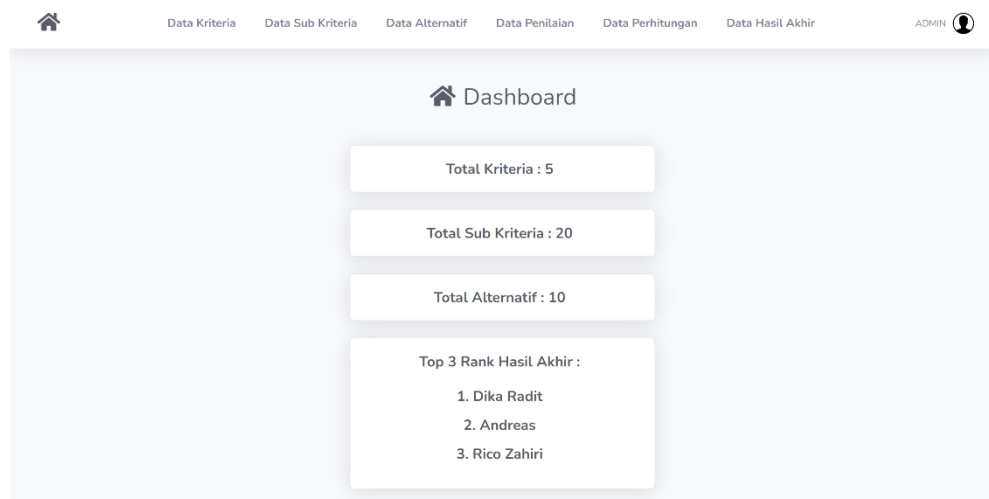 Data Kriteria Data Sub Kriteria Data Alternatif Data Penilaian Data Perhitungan Data Hasil Akhir ADMIN
Dashboard
Total Kriteria : 5
Total Sub Kriteria : 20
Total Alternatif : 10
Top 3 Rank Hasil Akhir :
1. Dika Radit
2. Andreas
3. Rico Zahiri